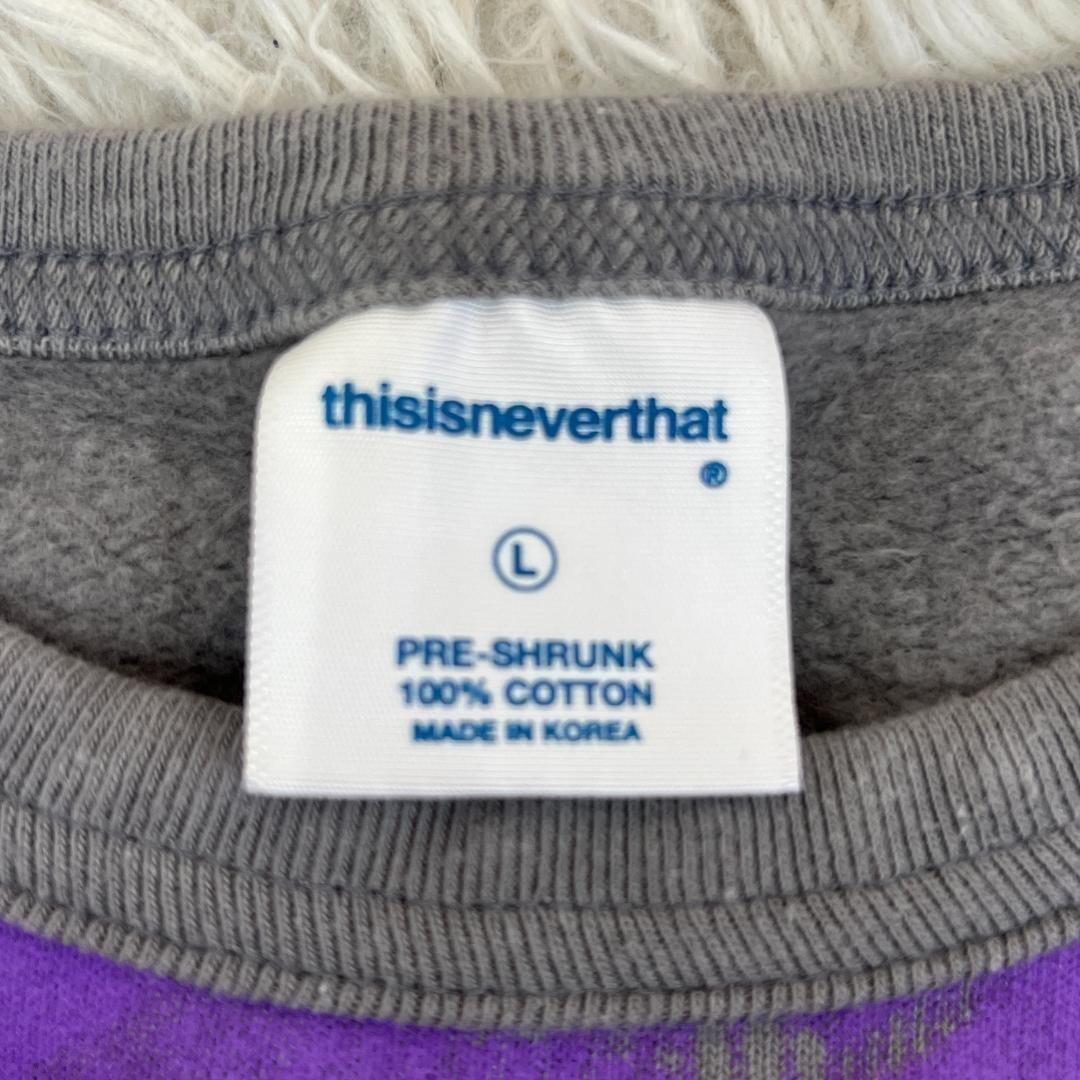 thisisneverthat
®
L
PRE-SHRUNK
100% COTTON
MADE IN KOREA